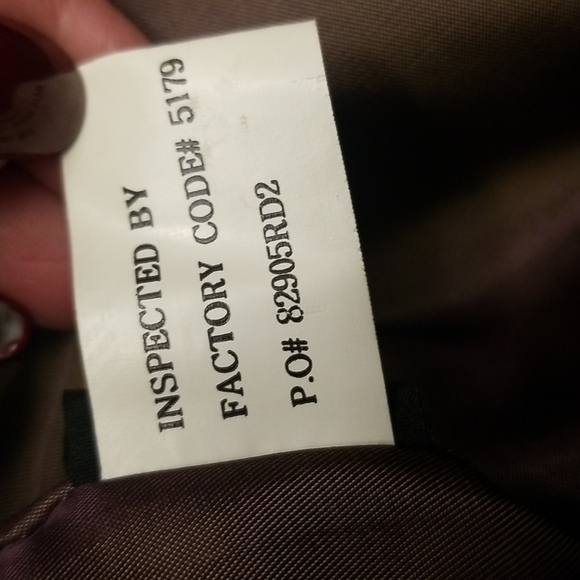 INSPECTED BY
FACTORY CODE# 5179
P.O# 82905RD2